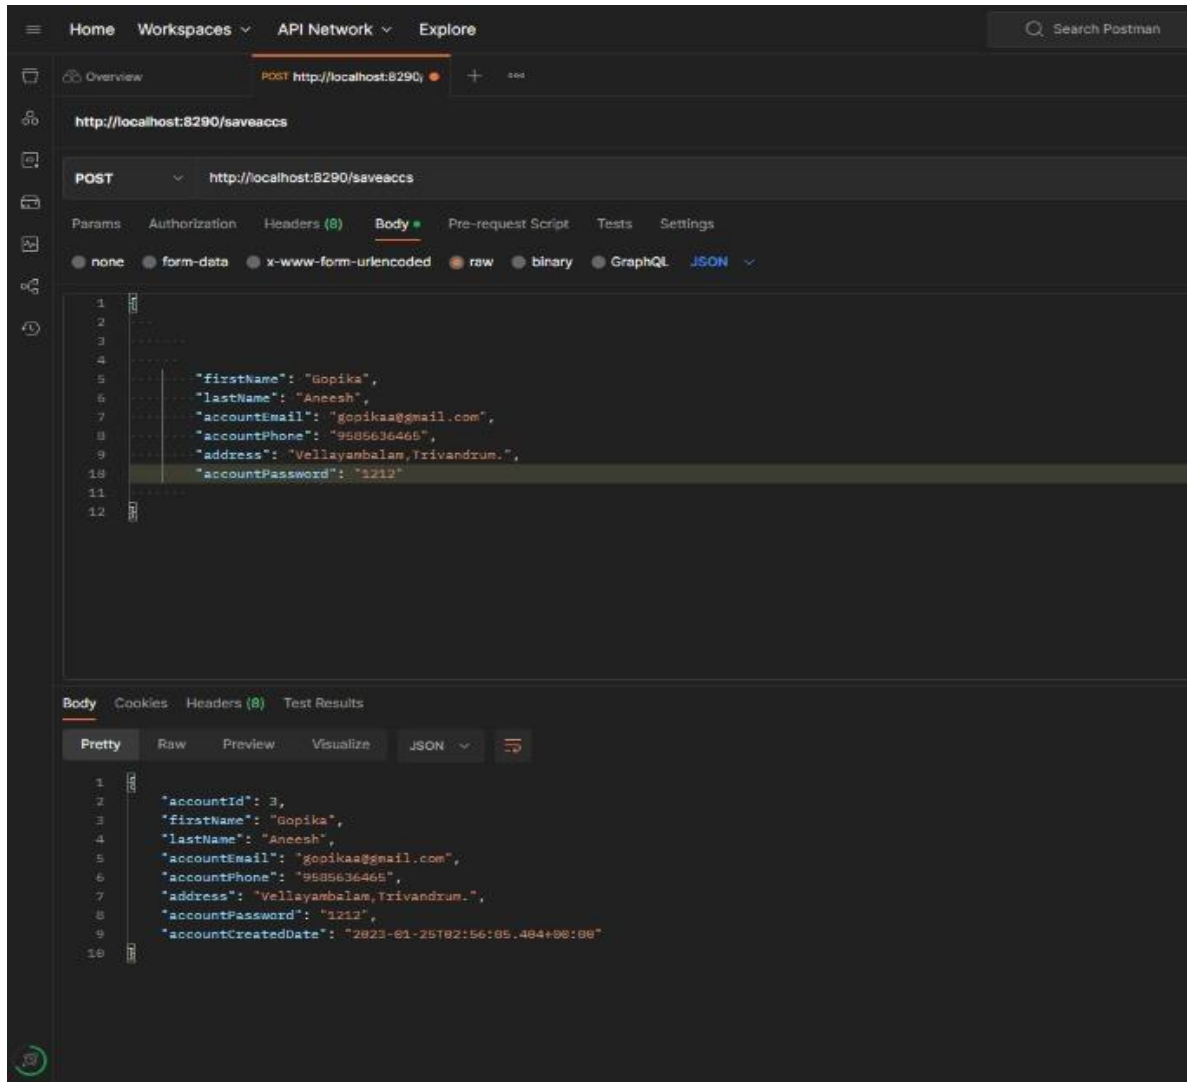 Home Workspaces API Network Explore Search Postman
Overview POST http://localhost:8290/
http://localhost:8290/saveaccs
POST http://localhost:8290/saveaccs
Params Authorization Headers (8) Body Pre-request Script Tests Settings
none form-data x-www-form-urlencoded raw binary GraphQL JSON
1 {
2
3
4
5 "firstName": "Gopika",
6 "lastName": "Aneesh",
7 "accountEmail": "gopikaa@gmail.com",
8 "accountPhone": "9585636465",
9 "address": "Vellayambalam,Trivandrum.",
10 "accountPassword": "1212"
11
12 }
Body Cookies Headers (8) Test Results
Pretty Raw Preview Visualize JSON
1 {
2 "accountId": 3,
3 "firstName": "Gopika",
4 "lastName": "Aneesh",
5 "accountEmail": "gopikaa@gmail.com",
6 "accountPhone": "9585636465",
7 "address": "Vellayambalam,Trivandrum.",
8 "accountPassword": "1212",
9 "accountCreatedDate": "2023-01-25T02:56:05.404+00:00"
10 }